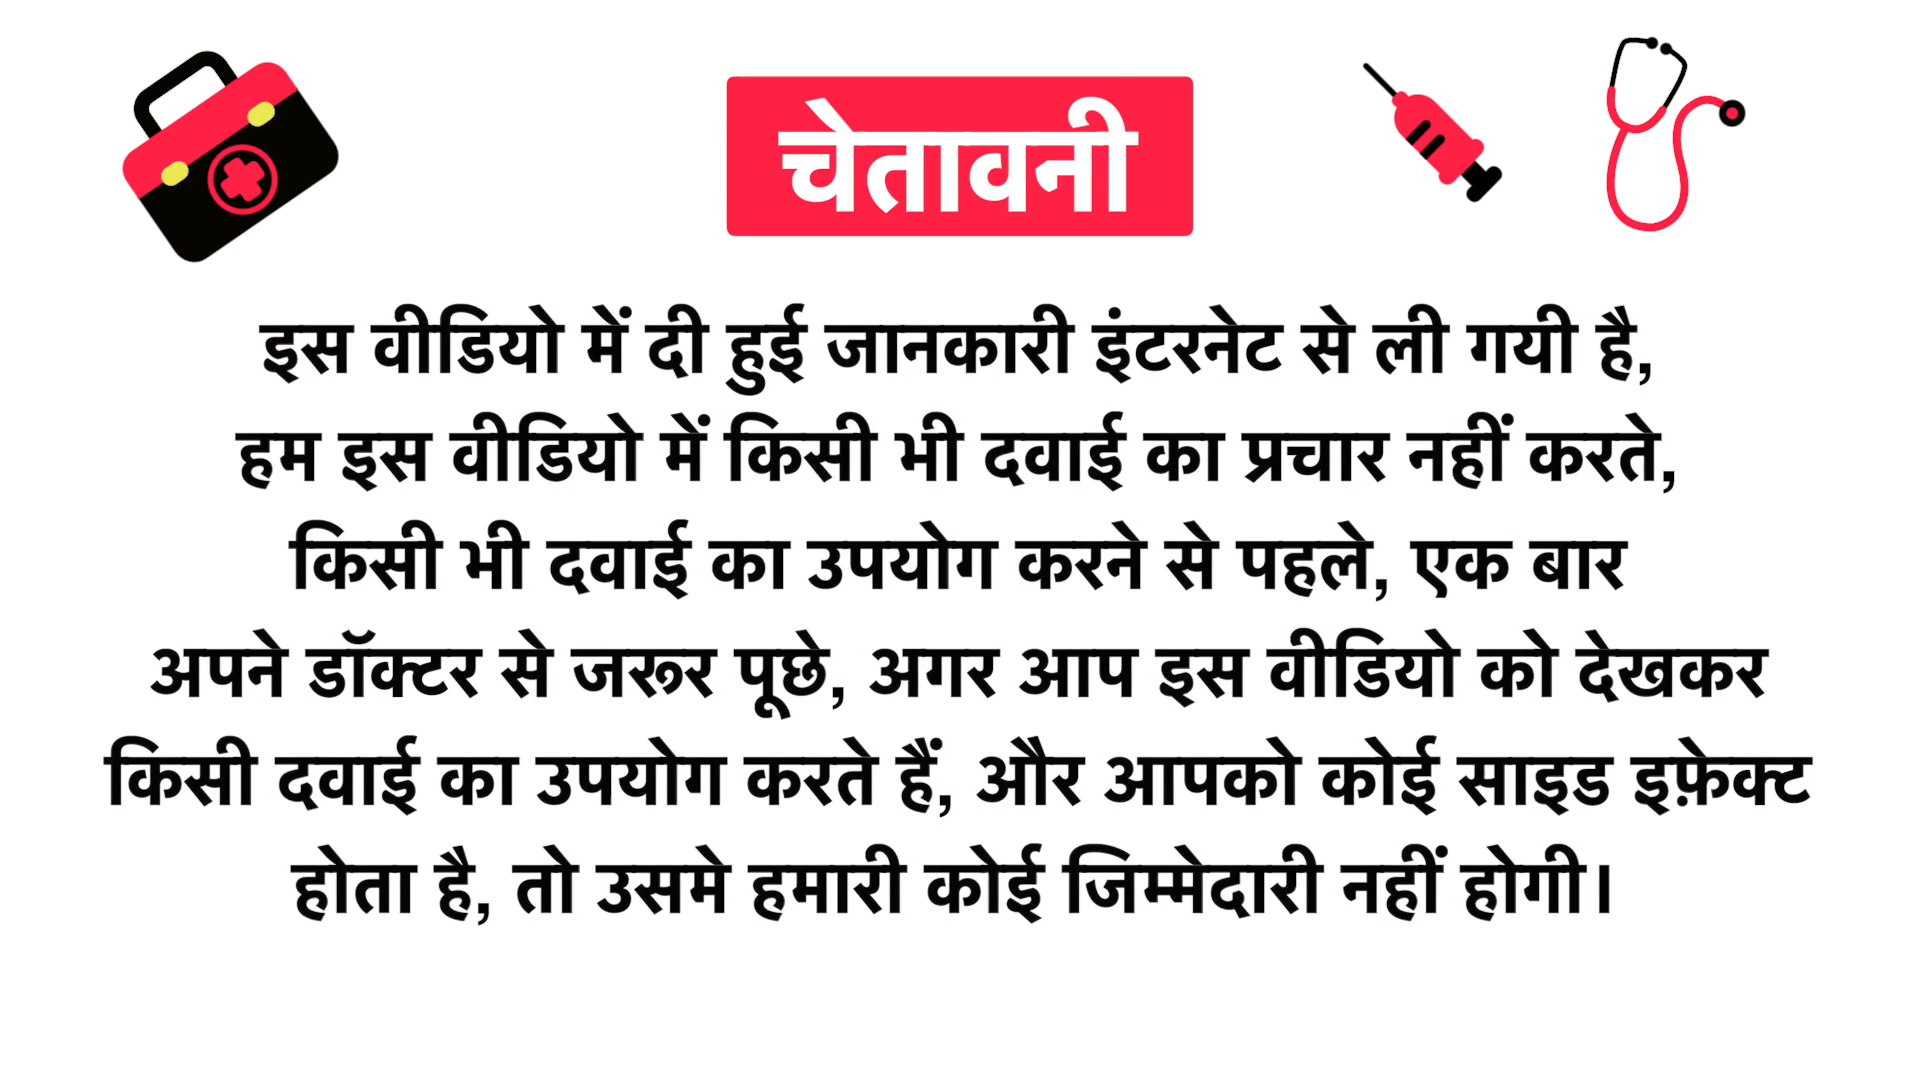 चेतावनी
इस वीडियो में दी हुई जानकारी इंटरनेट से ली गयी है,
हम इस वीडियो में किसी भी दवाई का प्रचार नहीं करते,
किसी भी दवाई का उपयोग करने से पहले, एक बार
अपने डॉक्टर से जरूर पूछे, अगर आप इस वीडियो को देखकर
किसी दवाई का उपयोग करते हैं, और आपको कोई साइड इफ़ेक्ट
होता है, तो उसमे हमारी कोई जिम्मेदारी नहीं होगी।